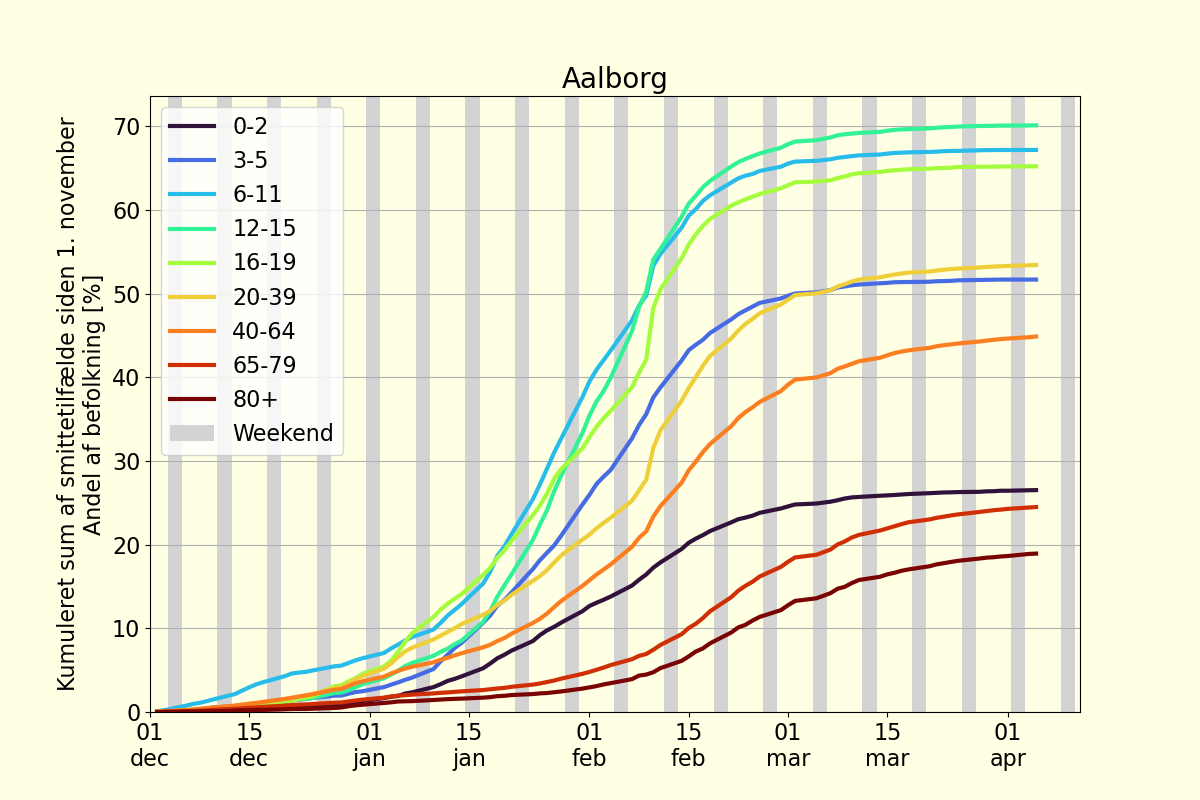 Aalborg
Kumuleret sum af smittetilfælde siden 1. november
Andel af befolkning [%]
70
60
50
40
30
20
10
0
0-2
3-5
6-11
12-15
16-19
20-39
40-64
65-79
80+
Weekend
01 15 01 15 01 15 01 15 01
dec dec jan jan feb feb mar mar apr